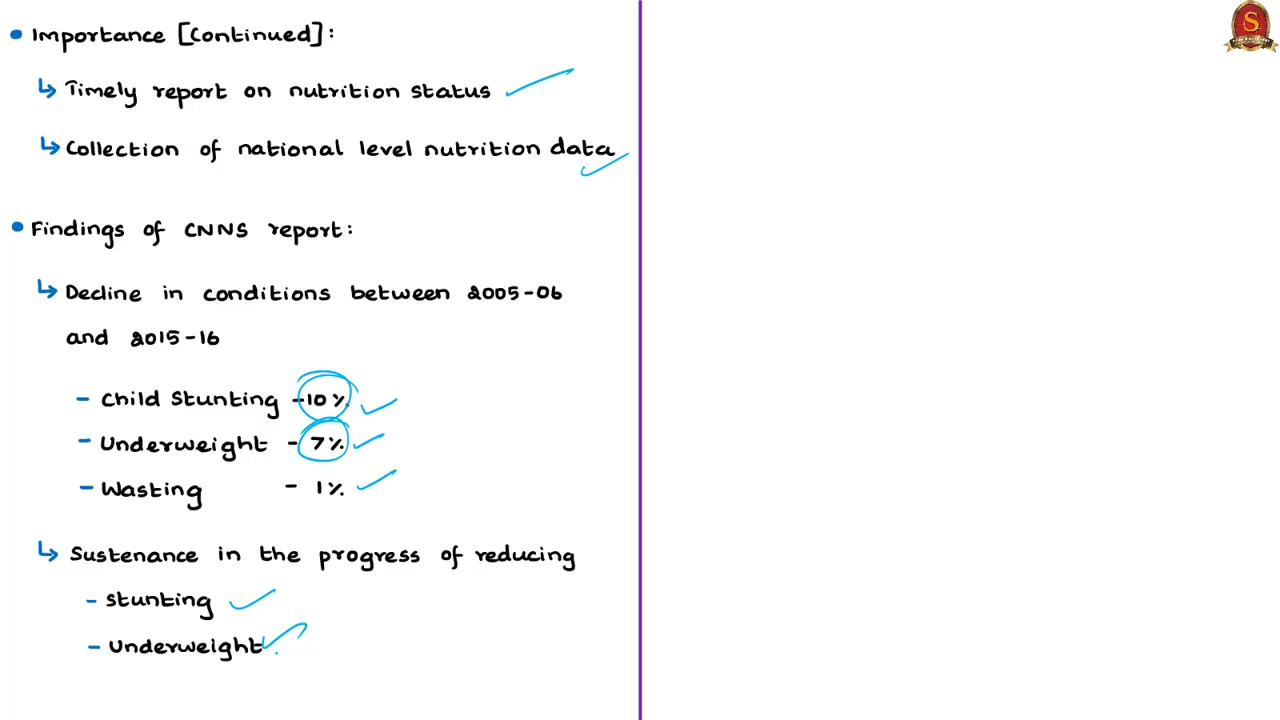 • Importance [Continued]:
↳ Timely report on nutrition status
↳ Collection of national level nutrition data
• Findings of CNNS report:
↳ Decline in conditions between 2005-06
and 2015-16
- Child Stunting -10%
- Underweight - 7%
- Wasting - 1%
↳ Sustenance in the progress of reducing
- Stunting
- Underweight
S